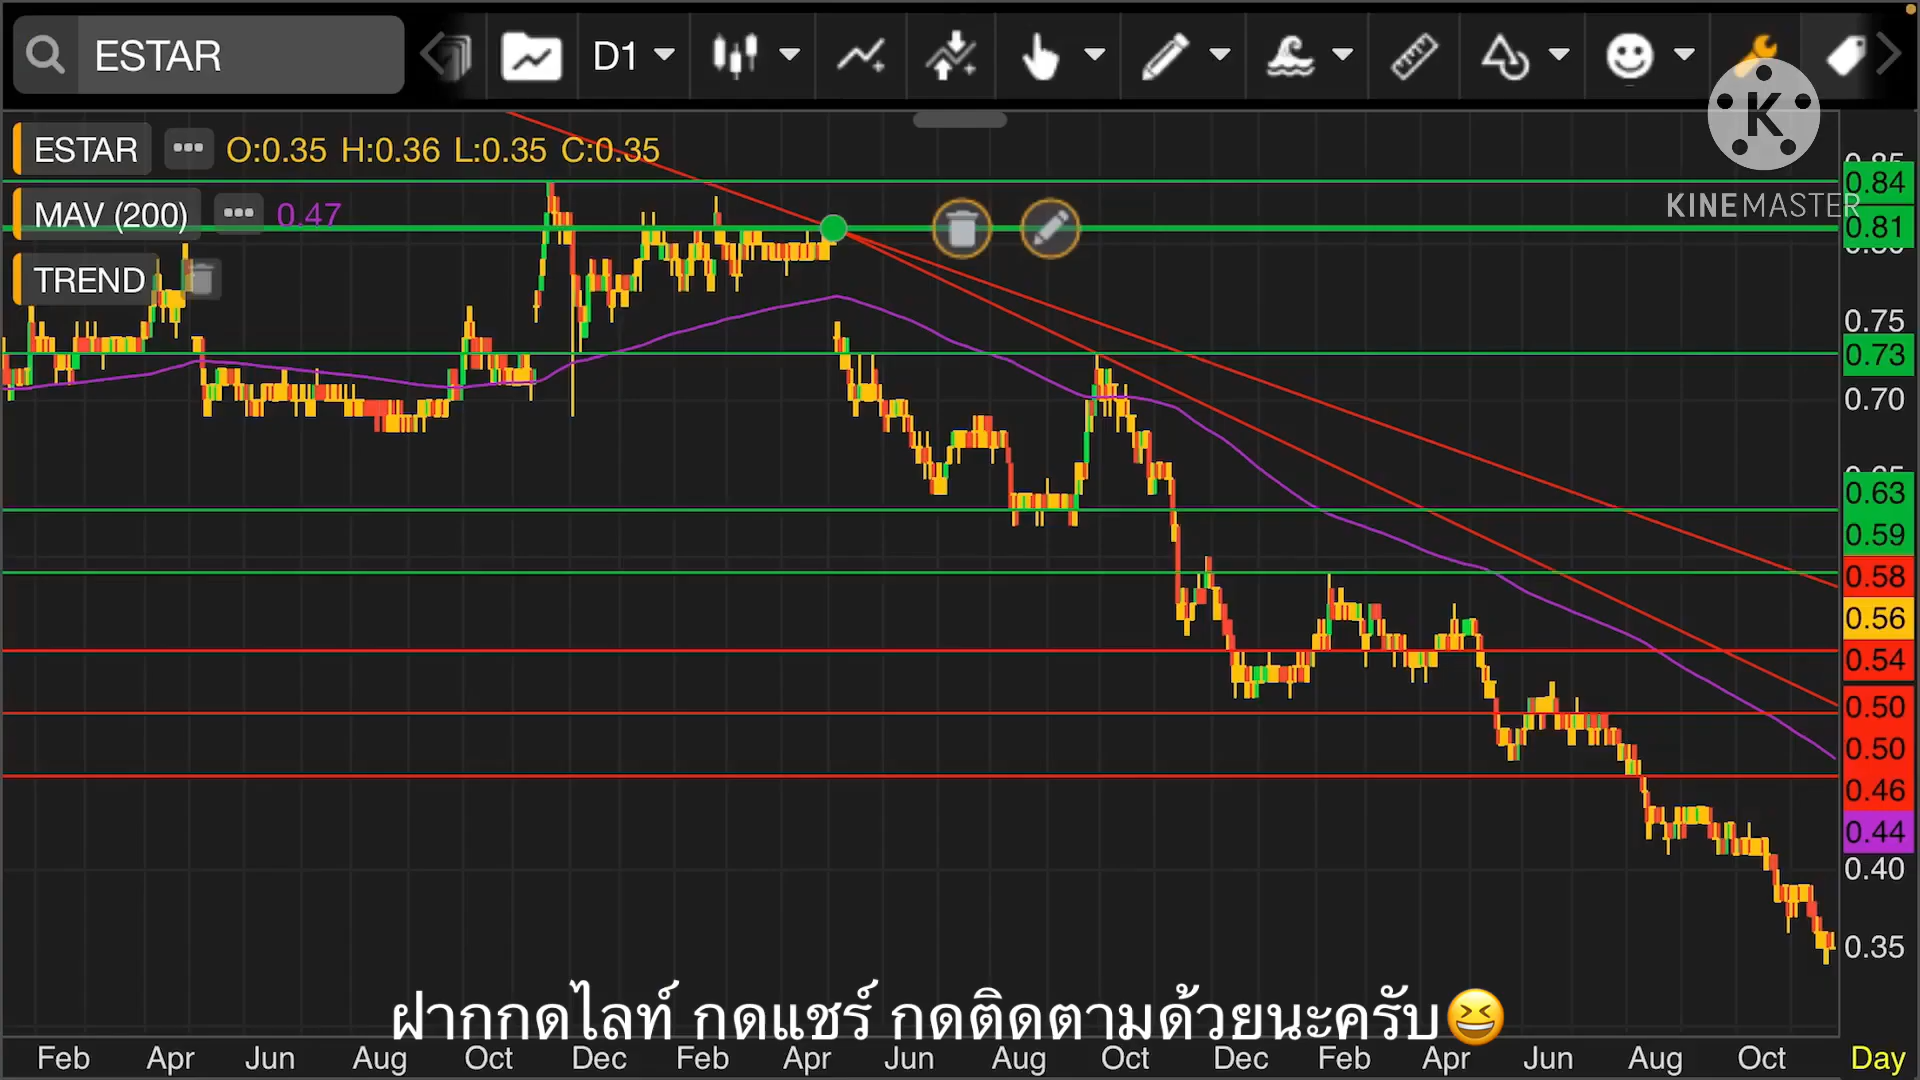 ESTAR D1
ESTAR O:0.35 H:0.36 L:0.35 C:0.35
K
KINEMASTER
MAV (200) 0.47
TREND
0.84
0.81
0.75
0.73
0.70
0.63
0.59
0.58
0.56
0.54
0.50
0.50
0.46
0.44
0.40
0.35
ฝากกดไลท์ กดแชร์ กดติดตามด้วยนะครับ😆
Feb Apr Jun Aug Oct Dec Feb Apr Jun Aug Oct Dec Feb Apr Jun Aug Oct Day